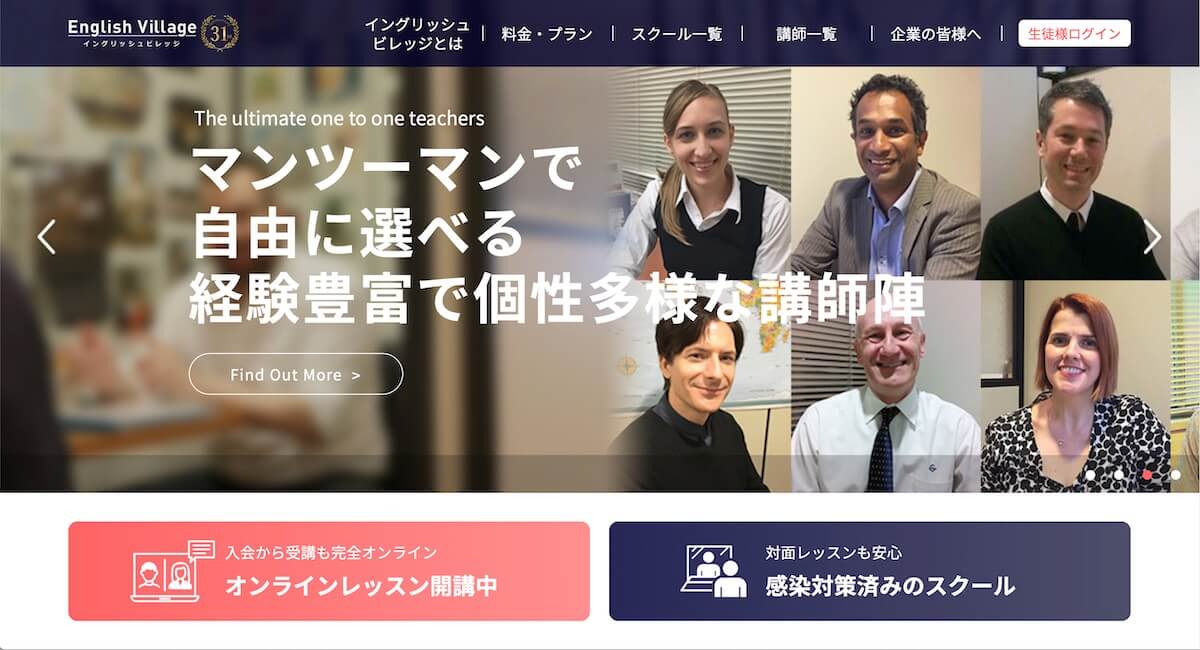 English Village
イングリッシュビレッジ
31
イングリッシュ
ビレッジとは
料金・プラン
スクール一覧
講師一覧
企業の皆様へ
生徒様ログイン
The ultimate one to one teachers
マンツーマンで
自由に選べる
経験豊富で個性多様な講師陣
Find Out More >
入会から受講も完全オンライン
オンラインレッスン開講中
対面レッスンも安心
感染対策済みのスクール